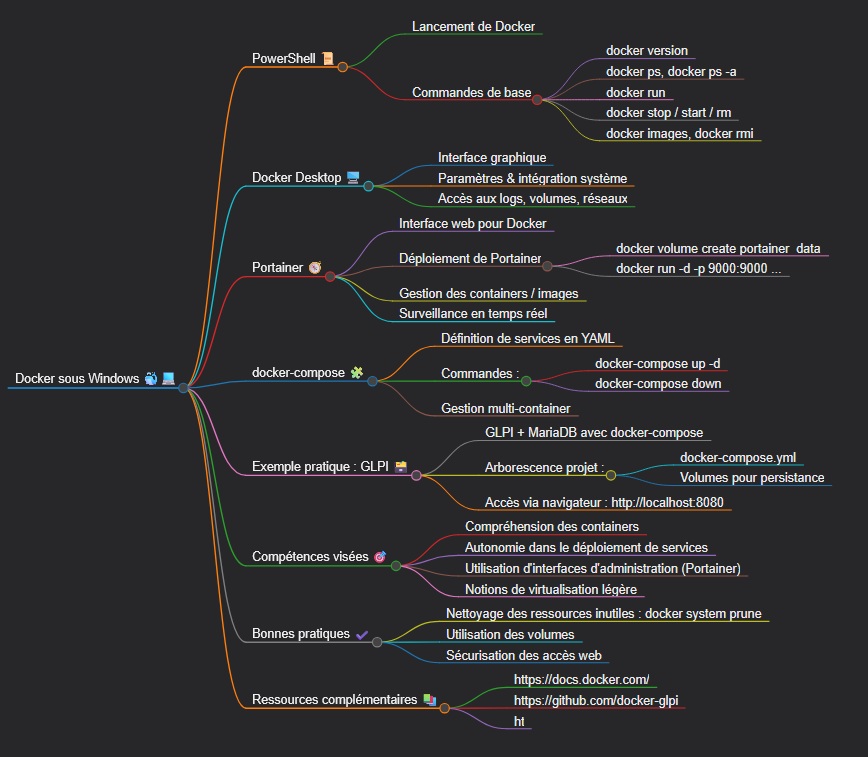 Docker sous Windows
PowerShell
Lancement de Docker
Commandes de base
docker version
docker ps, docker ps -a
docker run
docker stop / start / rm
docker images, docker rmi
Docker Desktop
Interface graphique
Paramètres & intégration système
Accès aux logs, volumes, réseaux
Portainer
Interface web pour Docker
Déploiement de Portainer
docker volume create portainer data
docker run -d -p 9000:9000 ...
Gestion des containers / images
Surveillance en temps réel
docker-compose
Définition de services en YAML
Commandes :
docker-compose up -d
docker-compose down
Gestion multi-container
Exemple pratique : GLPI
GLPI + MariaDB avec docker-compose
Arborescence projet :
docker-compose.yml
Volumes pour persistance
Accès via navigateur : http://localhost:8080
Compétences visées
Compréhension des containers
Autonomie dans le déploiement de services
Utilisation d'interfaces d'administration (Portainer)
Notions de virtualisation légère
Bonnes pratiques
Nettoyage des ressources inutiles : docker system prune
Utilisation des volumes
Sécurisation des accès web
Ressources complémentaires
https://docs.docker.com/
https://github.com/docker-glpi
ht